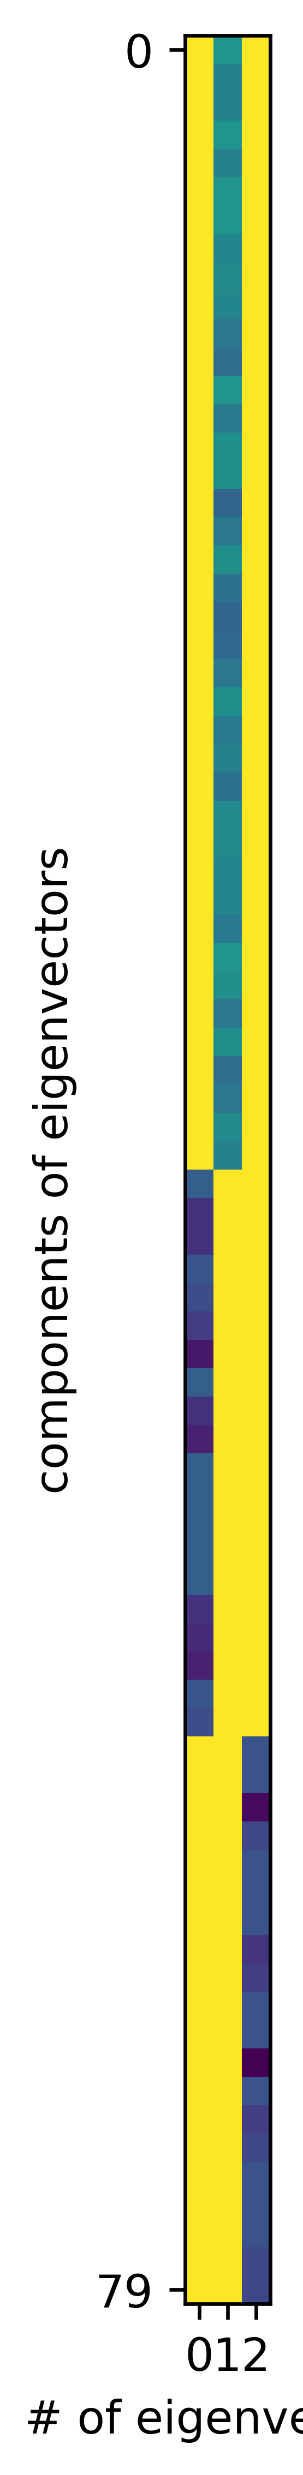 0
components of eigenvectors
79
012
# of eigenve